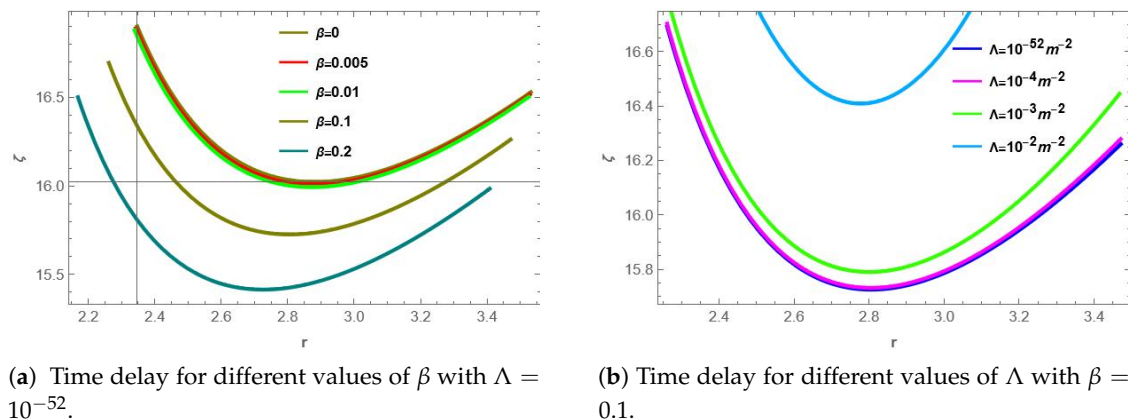 β=0
β=0.005
β=0.01
β=0.1
β=0.2
16.5
16.0
15.5
ζ
2.2 2.4 2.6 2.8 3.0 3.2 3.4
r
Λ=10⁻⁵²m⁻²
Λ=10⁻⁴m⁻²
Λ=10⁻³m⁻²
Λ=10⁻²m⁻²
16.6
16.4
16.2
16.0
15.8
ζ
2.4 2.6 2.8 3.0 3.2 3.4
r
(a) Time delay for different values of β with Λ =
10⁻⁵².
(b) Time delay for different values of Λ with β =
0.1.